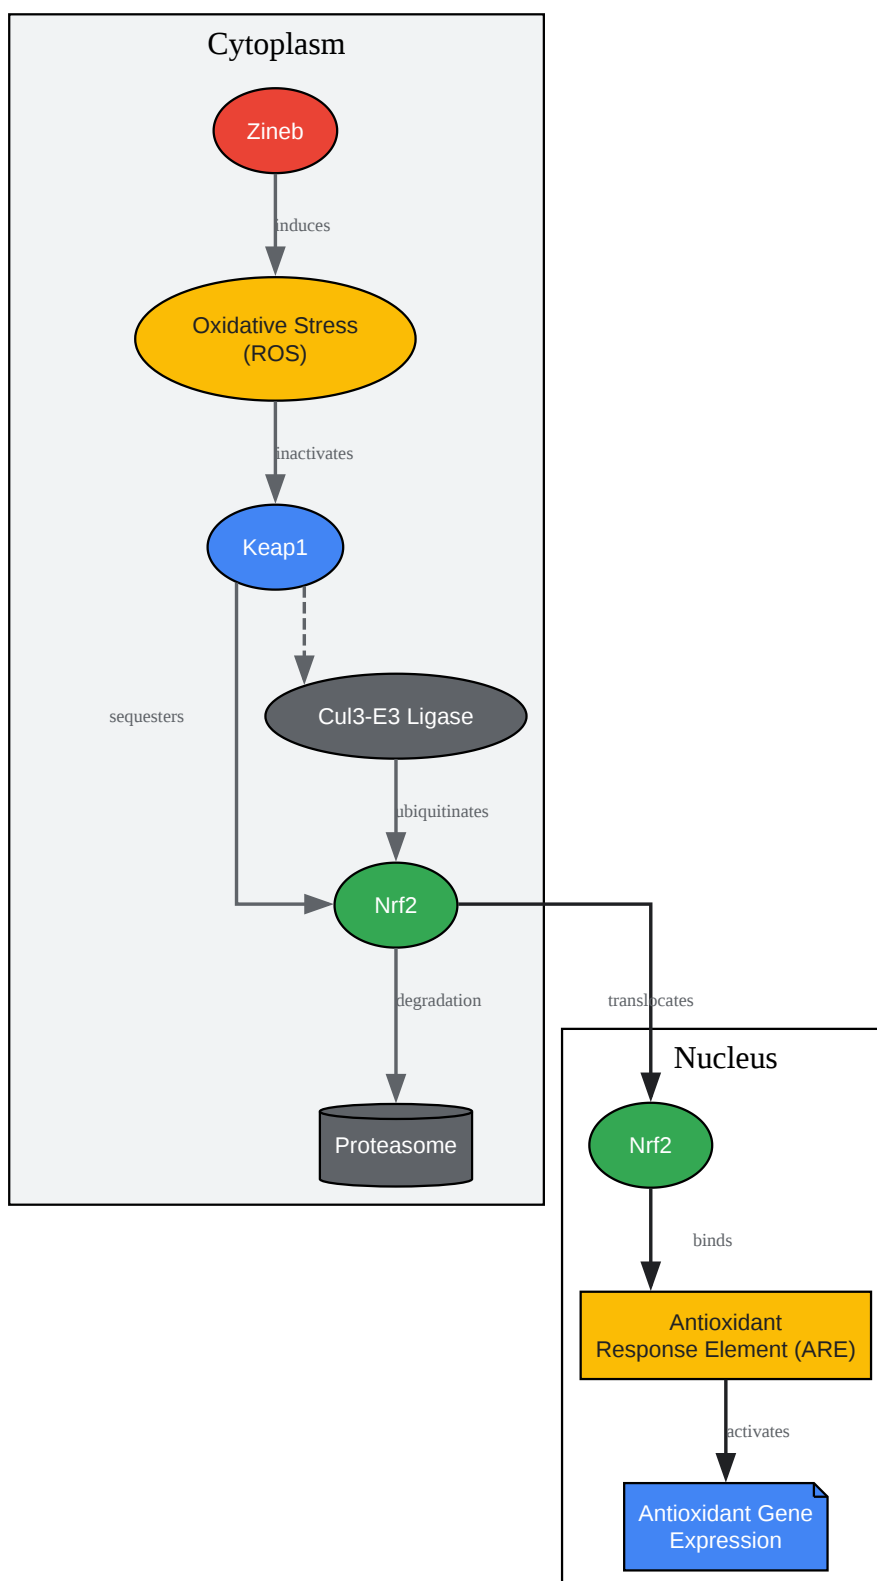 Cytoplasm
Zineb
induces
Oxidative Stress
(ROS)
inactivates
Keap1
sequesters
Cul3-E3 Ligase
ubiquitinates
Nrf2
degradation
translocates
Proteasome
Nucleus
Nrf2
binds
Antioxidant
Response Element (ARE)
activates
Antioxidant Gene
Expression